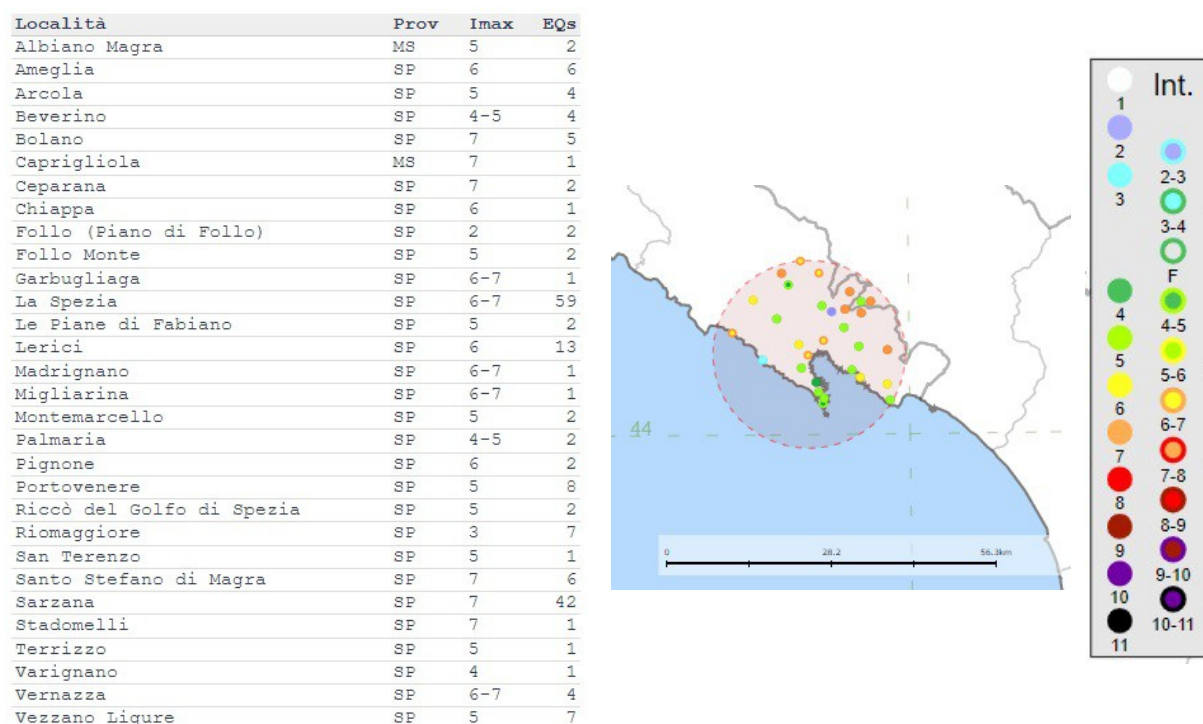 Località Prov Imax EQs
Albiano Magra MS 5 2
Ameglia SP 6 6
Arcola SP 5 4
Beverino SP 4-5 4
Bolano SP 7 5
Caprigliola MS 7 1
Ceparana SP 7 2
Chiappa SP 6 1
Follo (Piano di Follo) SP 2 2
Follo Monte SP 5 2
Garbugliaga SP 6-7 1
La Spezia SP 6-7 59
Le Piane di Fabiano SP 5 2
Lerici SP 6 13
Madrignano SP 6-7 1
Migliarina SP 6-7 1
Montemarcello SP 5 2
Palmaria SP 4-5 2
Pignone SP 6 2
Portovenere SP 5 8
Riccò del Golfo di Spezia SP 5 2
Riomaggiore SP 3 7
San Terenzo SP 5 1
Santo Stefano di Magra SP 7 6
Sarzana SP 7 42
Stadomelli SP 7 1
Terrizzo SP 5 1
Varignano SP 4 1
Vernazza SP 6-7 4
Vezzano Ligure SP 5 7
44
0 28.2 56.3km
Int.
1
2
2-3
3
3-4
F
4
4-5
5
5-6
6
6-7
7
7-8
8
8-9
9
9-10
10
10-11
11